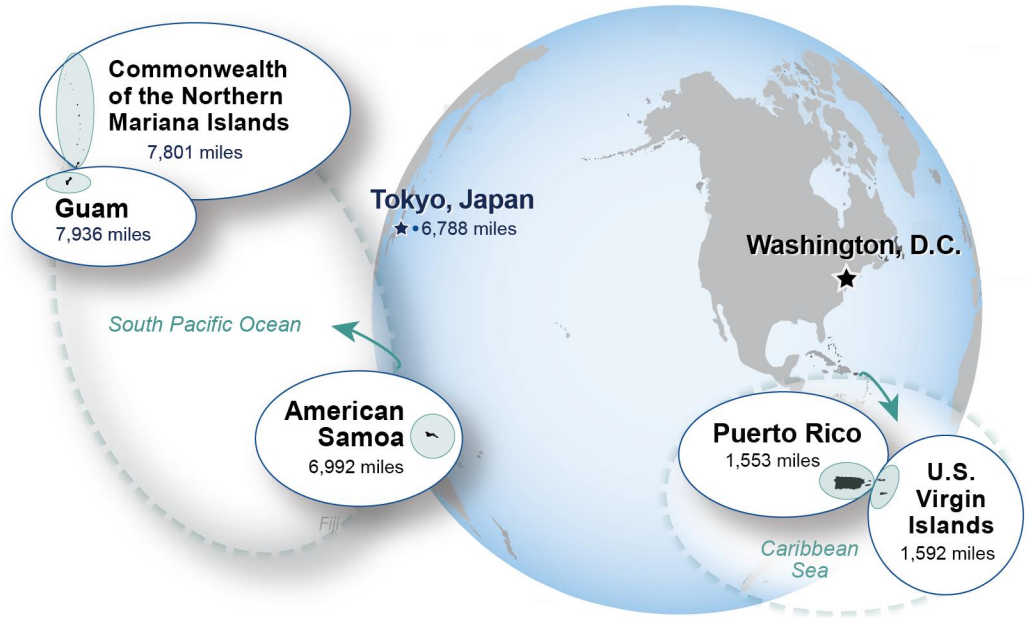 Commonwealth
of the Northern
Mariana Islands
7,801 miles
Guam
7,936 miles
Tokyo, Japan
6,788 miles
Washington, D.C.
South Pacific Ocean
American
Samoa
6,992 miles
Fiji
Puerto Rico
1,553 miles
U.S.
Virgin
Islands
1,592 miles
Caribbean
Sea